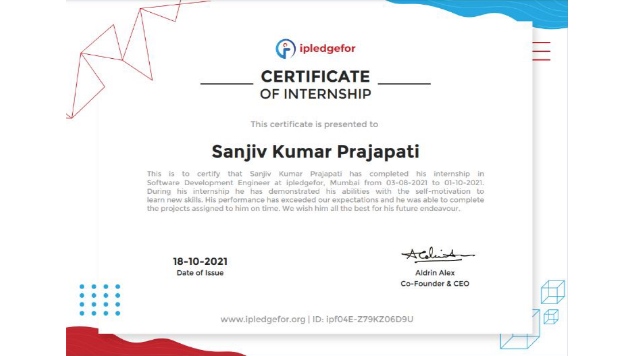 ipledgefor
CERTIFICATE
OF INTERNSHIP
This certificate is presented to
Sanjiv Kumar Prajapati
This is to certify that Sanjiv Kumar Prajapati has completed his internship in
Software Development Engineer at ipledgefor, Mumbai from 03-08-2021 to 01-10-2021.
During his internship he has demonstrated his abilities with the self-motivation to
learn new skills. His performance has exceeded our expectations and he was able to complete
the projects assigned to him on time. We wish him all the best for his future endeavour.
18-10-2021
Date of Issue
Aldrin Alex
Co-Founder & CEO
www.ipledgefor.org | ID: ipf04E-Z79KZ06D9U